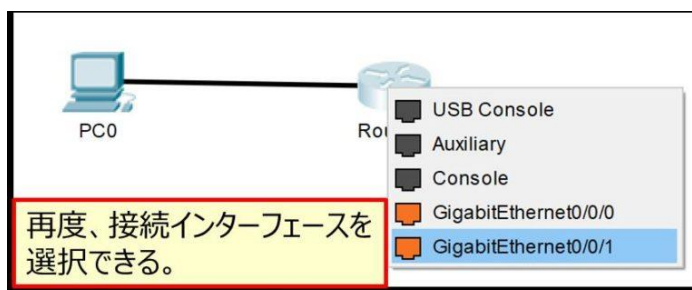 PC0
Rou
USB Console
Auxiliary
Console
GigabitEthernet0/0/0
GigabitEthernet0/0/1
再度、接続インターフェースを
選択できる。